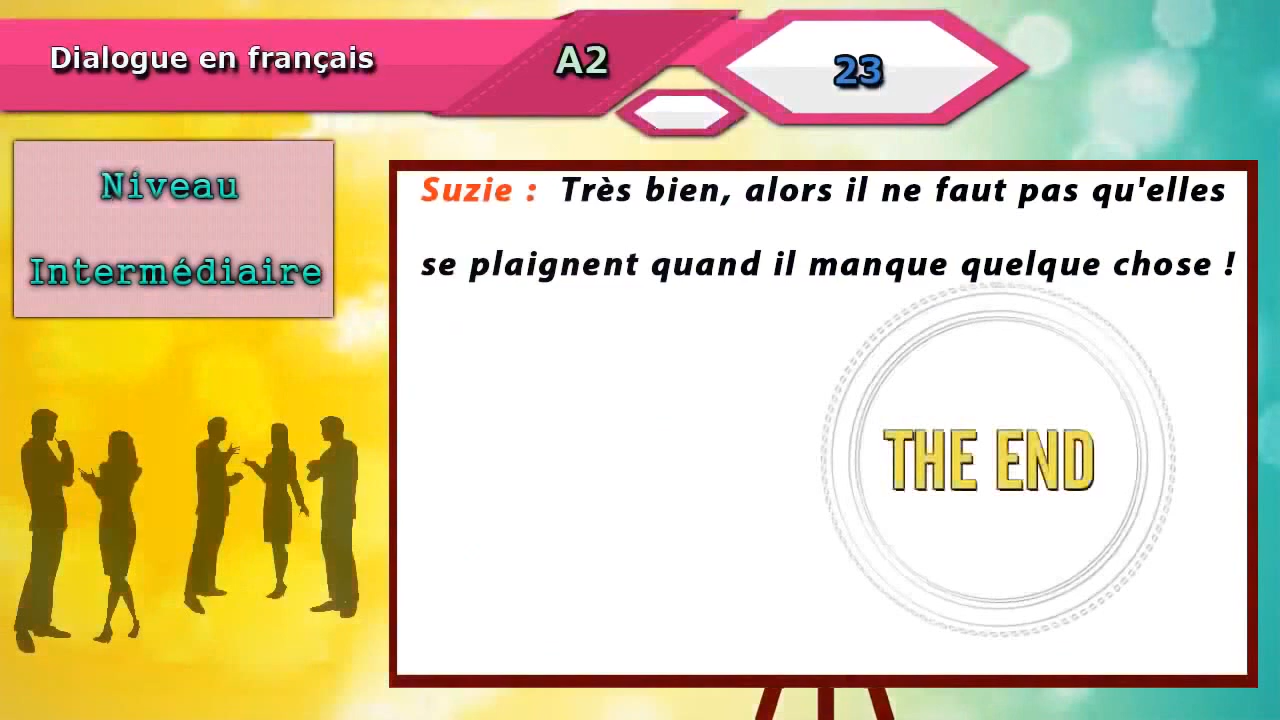 Dialogue en français
A2
23
Niveau
Intermédiaire
Suzie : Très bien, alors il ne faut pas qu'elles
se plaignent quand il manque quelque chose !
THE END